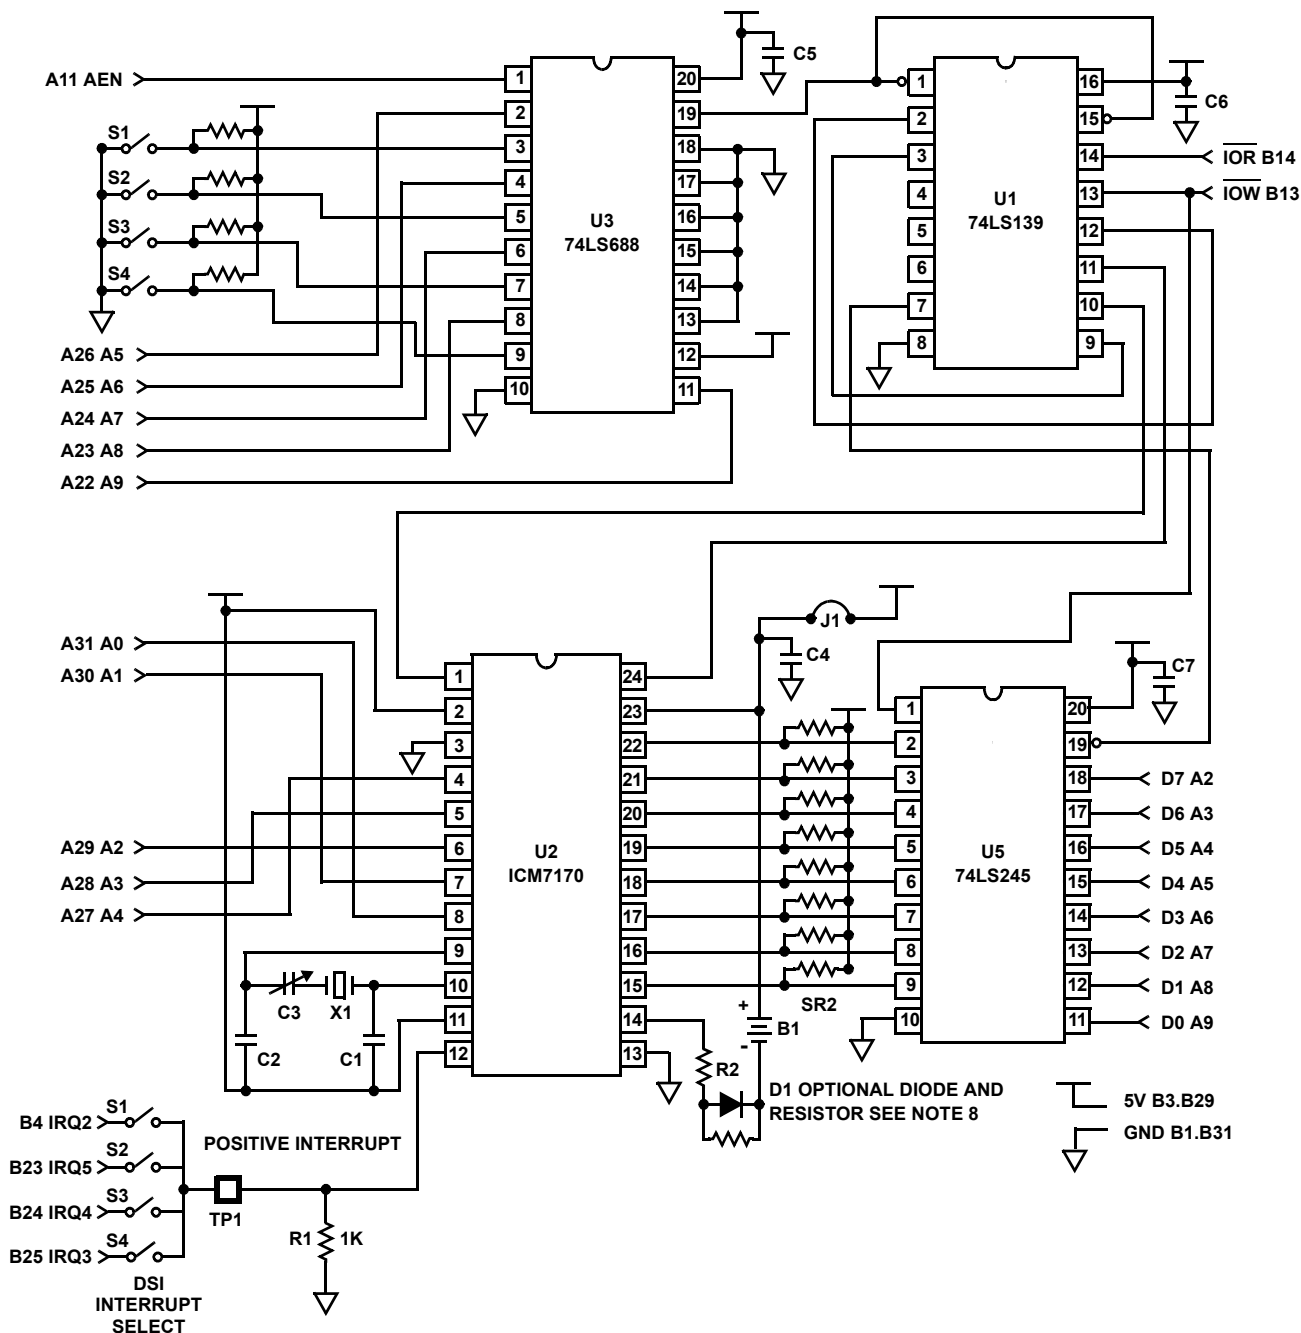 A11 AEN
S1
S2
S3
S4
A26 A5
A25 A6
A24 A7
A23 A8
A22 A9
1
2
3
4
5
6
7
8
9
10
U3
74LS688
20
19
18
17
16
15
14
13
12
11
C5
1
2
3
4
5
6
7
8
U1
74LS139
16
15
14
13
12
11
10
9
C6
IOR B14
IOW B13
A31 A0
A30 A1
A29 A2
A28 A3
A27 A4
1
2
3
4
5
6
7
8
9
10
11
12
U2
ICM7170
24
23
22
21
20
19
18
17
16
15
14
13
C3
X1
C2
C1
J1
C4
SR2
+
B1
-
R2
D1 OPTIONAL DIODE AND
RESISTOR SEE NOTE 8
1
2
3
4
5
6
7
8
9
10
U5
74LS245
20
19
18
17
16
15
14
13
12
11
C7
D7 A2
D6 A3
D5 A4
D4 A5
D3 A6
D2 A7
D1 A8
D0 A9
5V B3.B29
GND B1.B31
B4 IRQ2
S1
B23 IRQ5
S2
B24 IRQ4
S3
B25 IRQ3
S4
POSITIVE INTERRUPT
TP1
R1
1K
DSI
INTERRUPT
SELECT